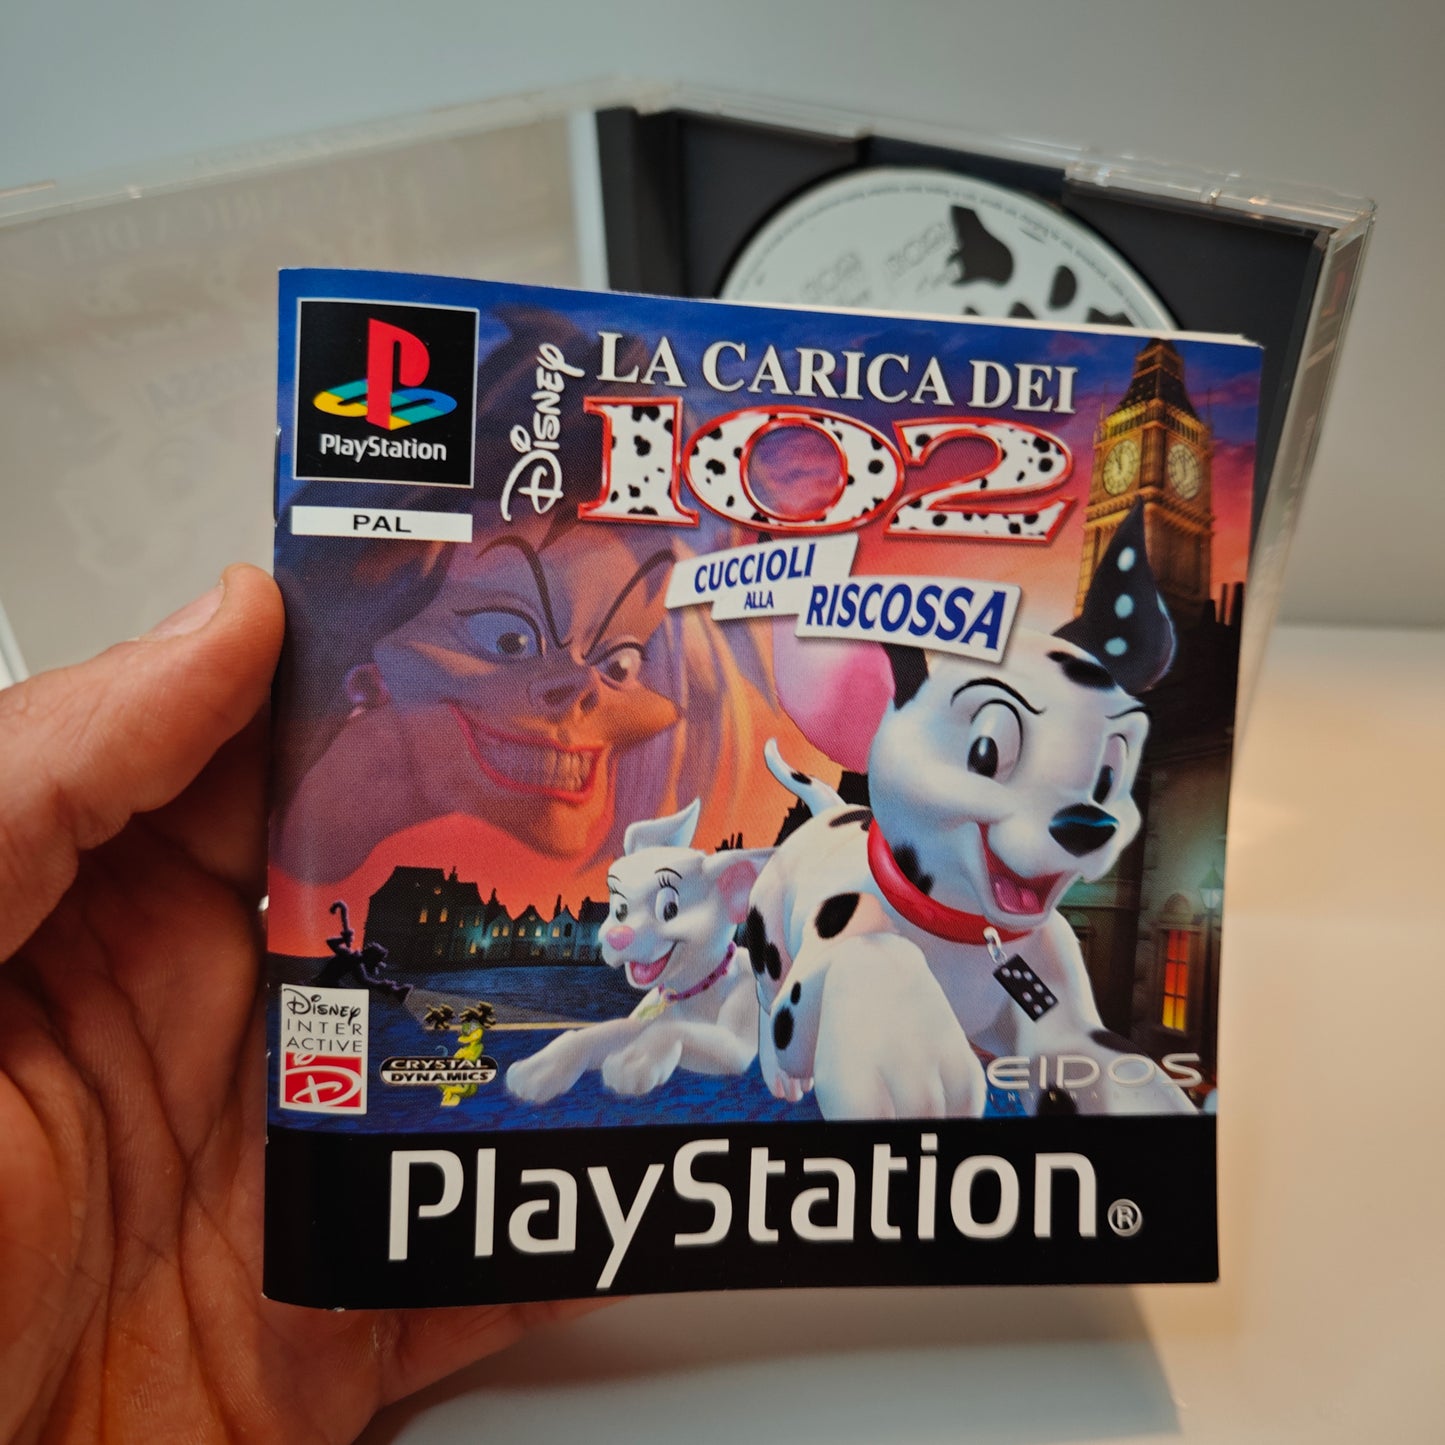 PlayStation
PAL
Disney
LA CARICA DEI
102
CUCCIOLI
ALLA
RISCOSSA
Disney
INTER
ACTIVE
CRYSTAL
DYNAMICS
EIDOS
PlayStation®